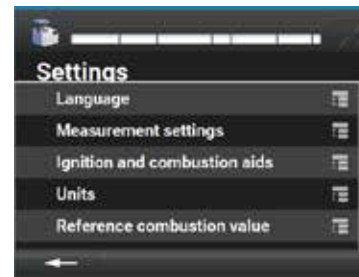 Settings
Language
Measurement settings
Ignition and combustion aids
Units
Reference combustion value